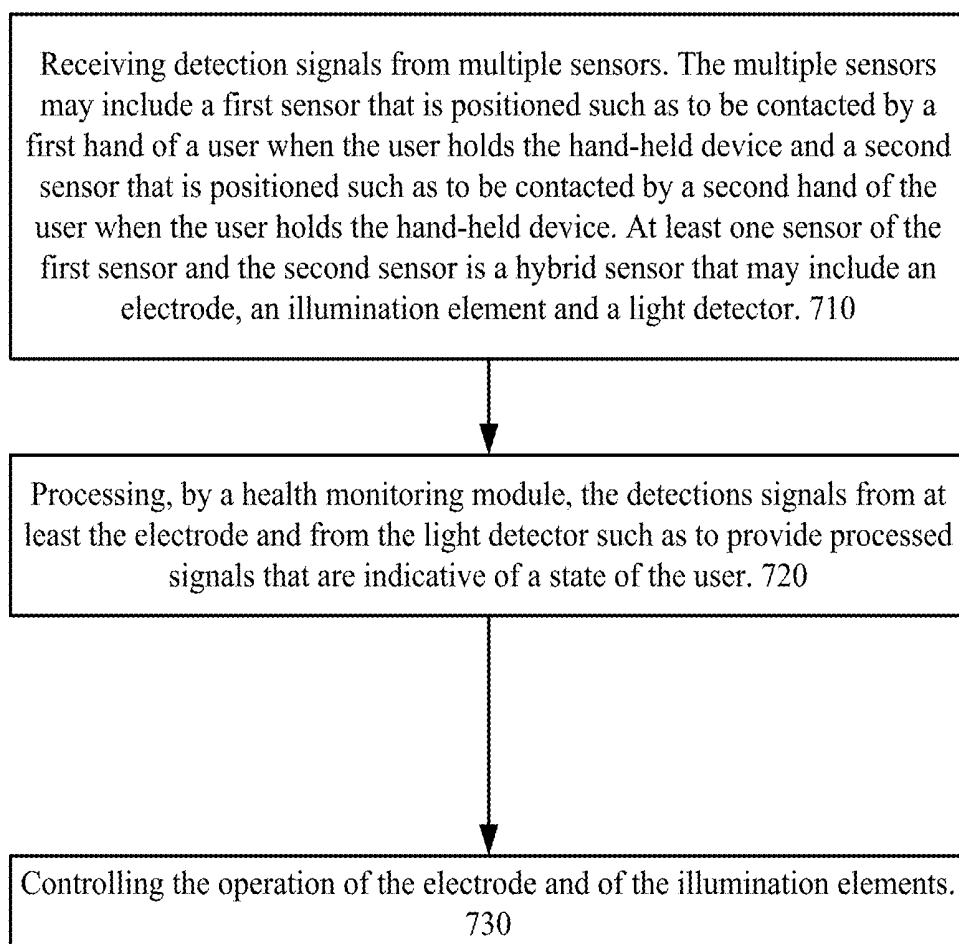 Receiving detection signals from multiple sensors. The multiple sensors
may include a first sensor that is positioned such as to be contacted by a
first hand of a user when the user holds the hand-held device and a second
sensor that is positioned such as to be contacted by a second hand of the
user when the user holds the hand-held device. At least one sensor of the
first sensor and the second sensor is a hybrid sensor that may include an
electrode, an illumination element and a light detector. 710
Processing, by a health monitoring module, the detections signals from at
least the electrode and from the light detector such as to provide processed
signals that are indicative of a state of the user. 720
Controlling the operation of the electrode and of the illumination elements.
730